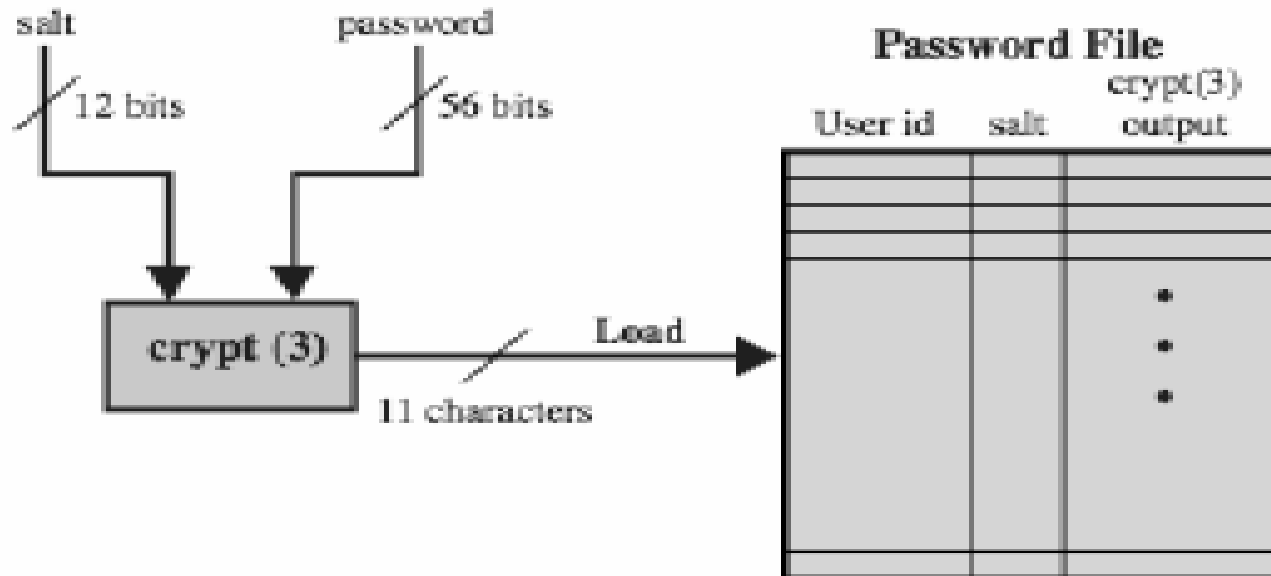 salt
password
12 bits
56 bits
crypt (3)
Load
11 characters
Password File
User id
salt
crypt(3)
output